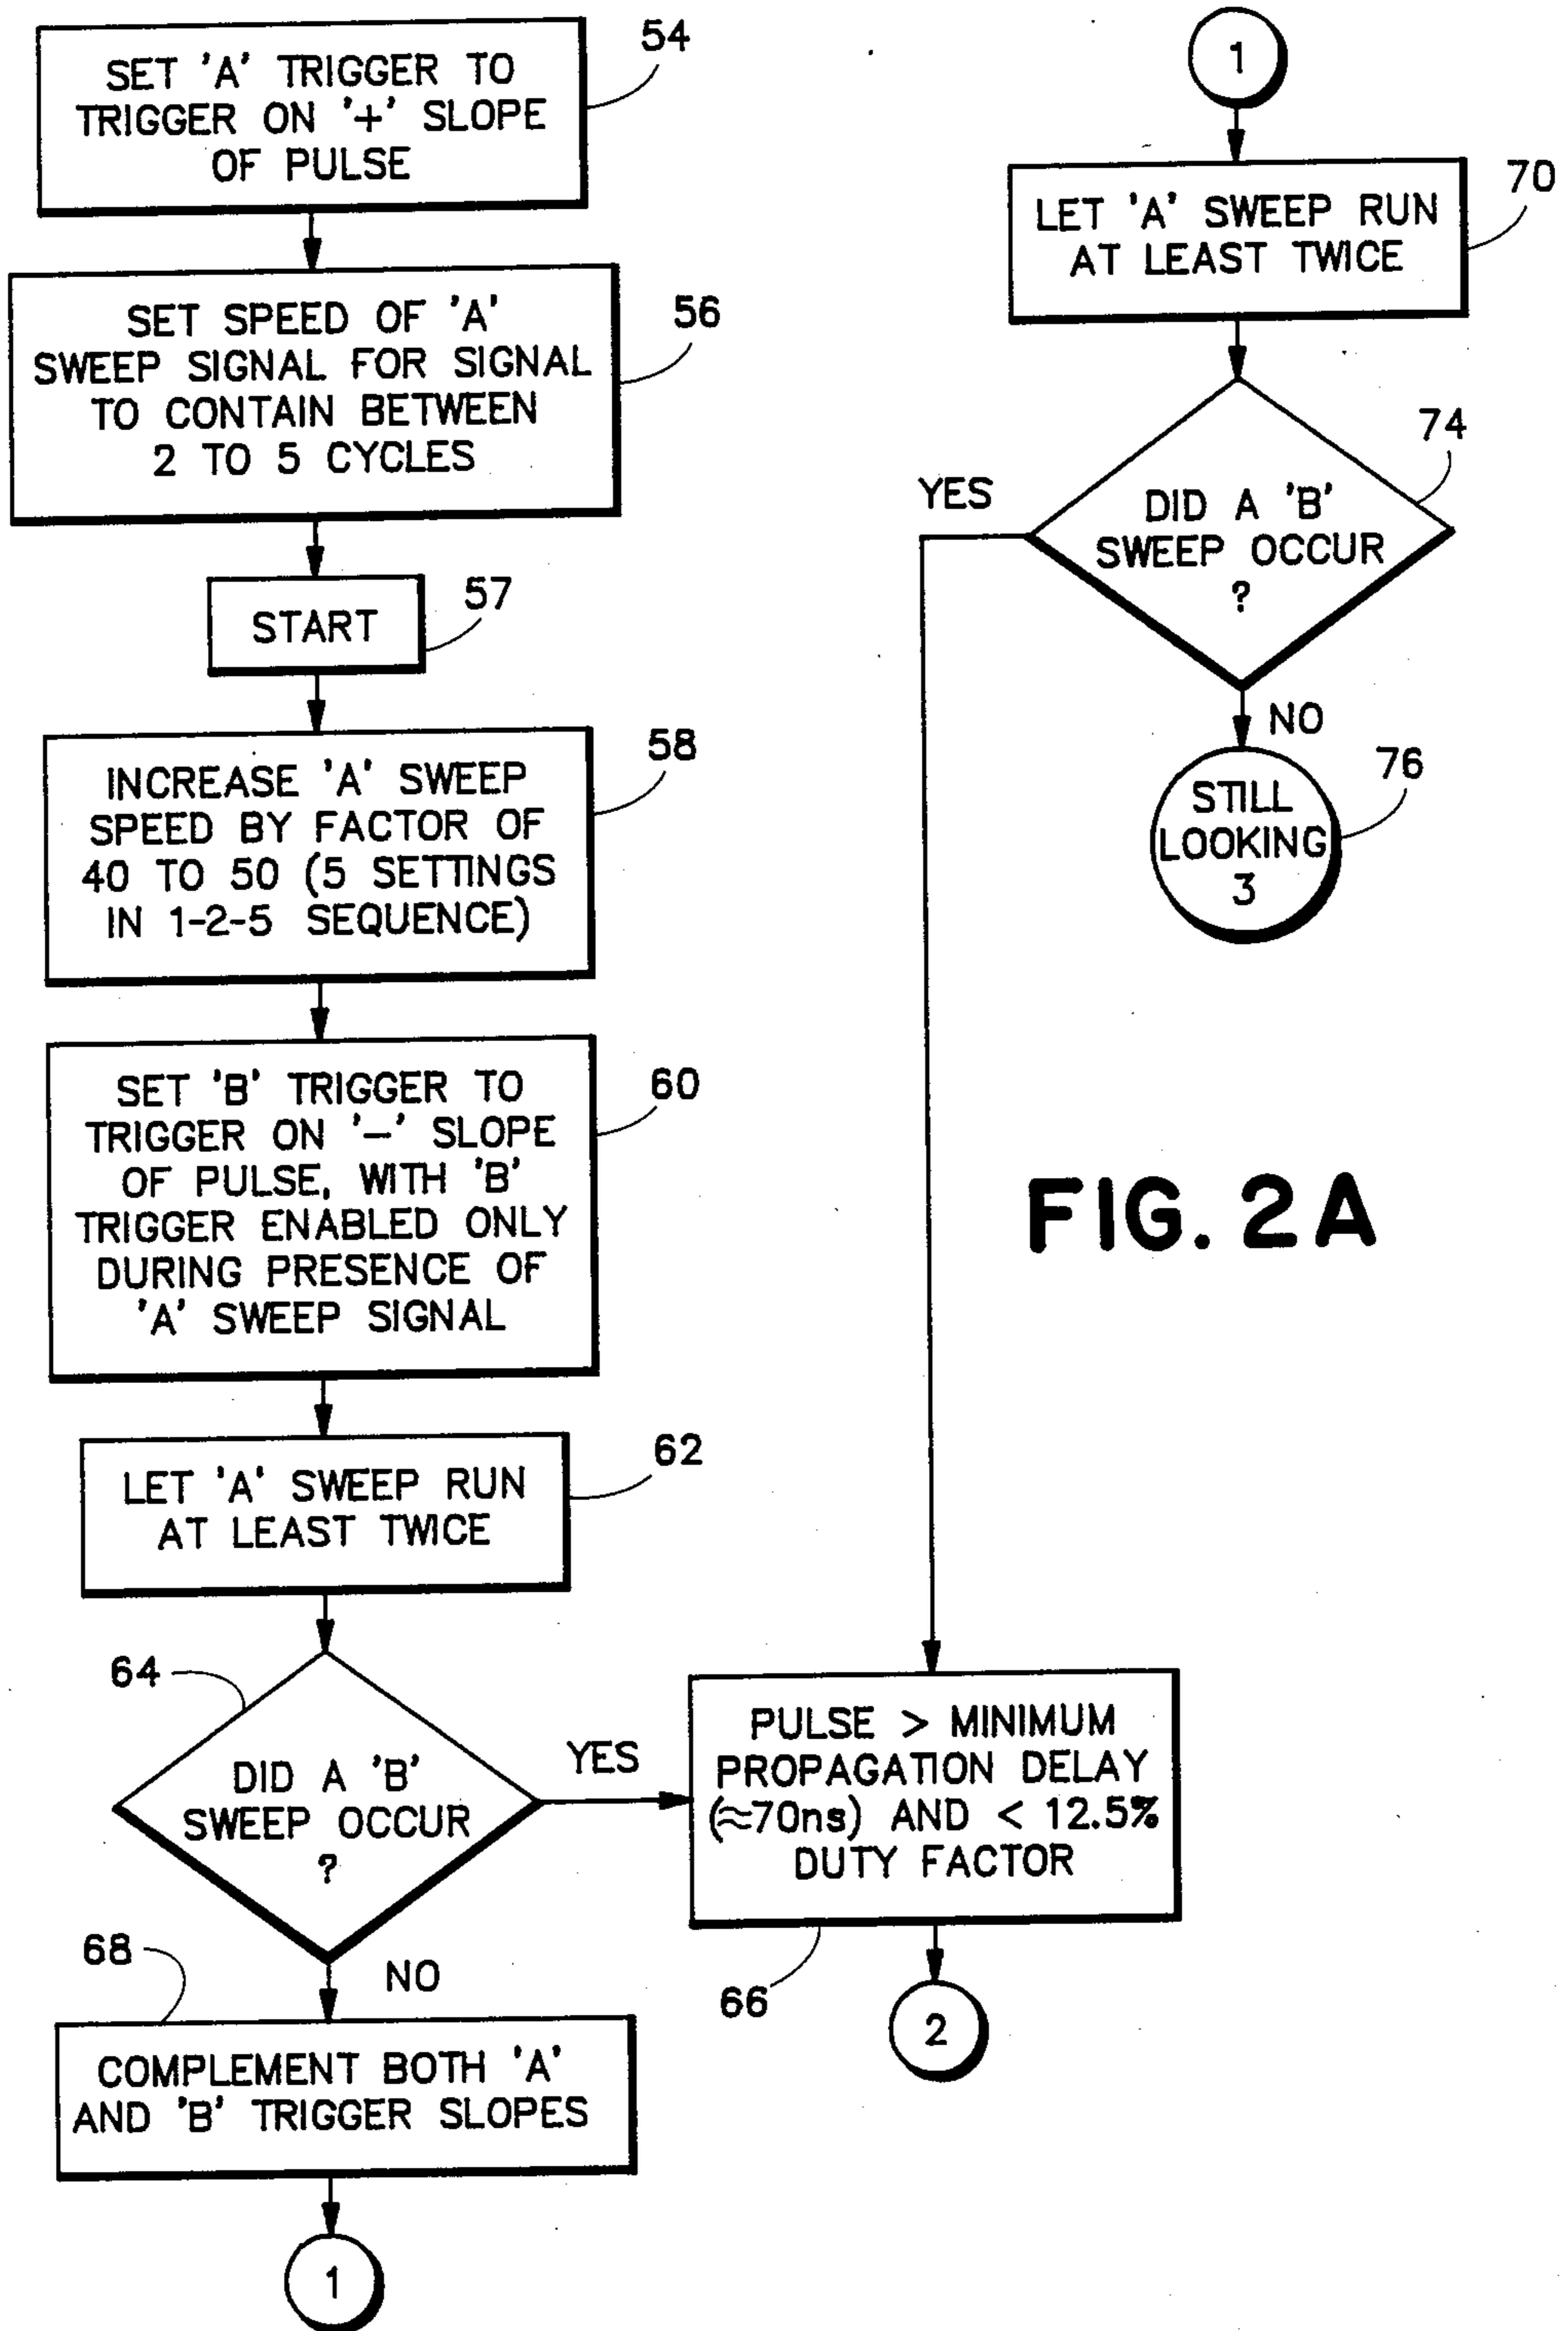 SET 'A' TRIGGER TO
TRIGGER ON '+' SLOPE
OF PULSE
54
SET SPEED OF 'A'
SWEEP SIGNAL FOR SIGNAL
TO CONTAIN BETWEEN
2 TO 5 CYCLES
56
START
57
INCREASE 'A' SWEEP
SPEED BY FACTOR OF
40 TO 50 (5 SETTINGS
IN 1-2-5 SEQUENCE)
58
SET 'B' TRIGGER TO
TRIGGER ON '-' SLOPE
OF PULSE, WITH 'B'
TRIGGER ENABLED ONLY
DURING PRESENCE OF
'A' SWEEP SIGNAL
60
LET 'A' SWEEP RUN
AT LEAST TWICE
62
64
DID A 'B'
SWEEP OCCUR
?
YES
NO
68
COMPLEMENT BOTH 'A'
AND 'B' TRIGGER SLOPES
1
1
LET 'A' SWEEP RUN
AT LEAST TWICE
70
74
DID A 'B'
SWEEP OCCUR
?
YES
NO
STILL
LOOKING
3
76
FIG. 2A
PULSE > MINIMUM
PROPAGATION DELAY
(≈70ns) AND < 12.5%
DUTY FACTOR
66
2